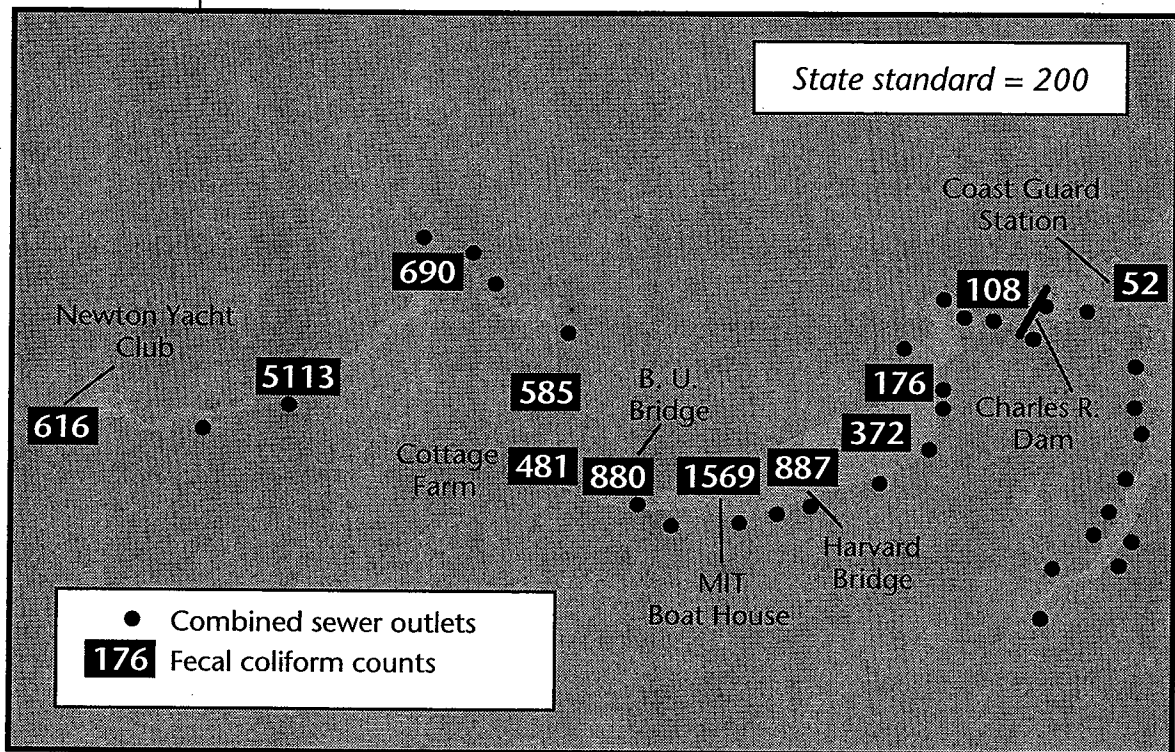 State standard = 200
Coast Guard
Station
690
108
52
Newton Yacht
Club
5113
585
B. U.
Bridge
176
616
Charles R.
Dam
372
Cottage
Farm
481
880
1569
887
Harvard
Bridge
MIT
Boat House
Combined sewer outlets
176 Fecal coliform counts